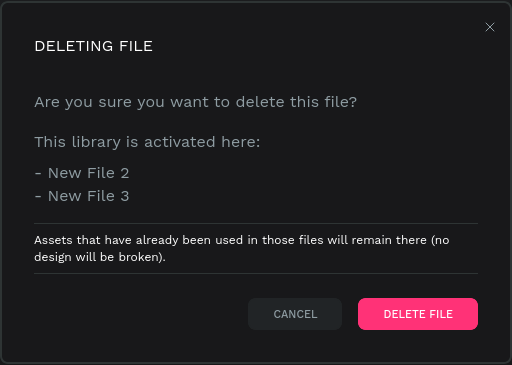 DELETING FILE
Are you sure you want to delete this file?
This library is activated here:
- New File 2
- New File 3
Assets that have already been used in those files will remain there (no
design will be broken).
CANCEL
DELETE FILE